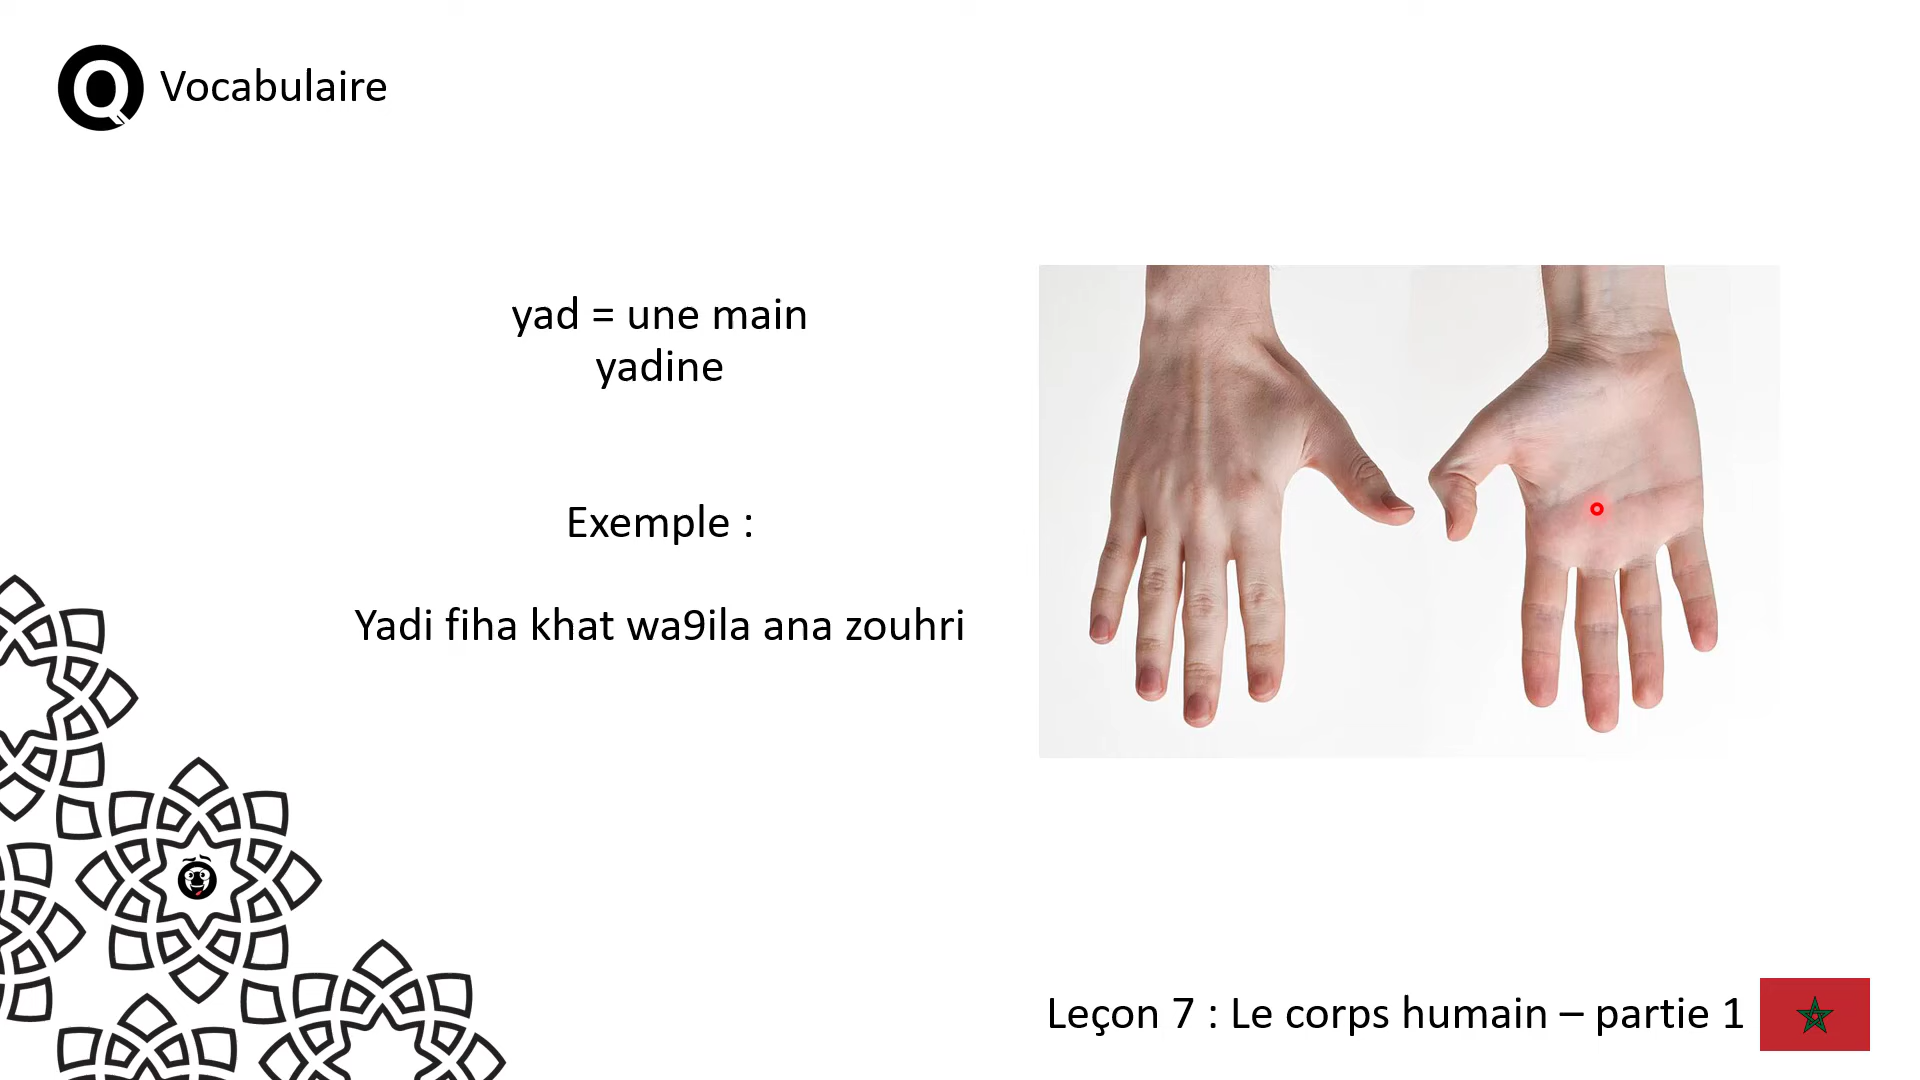 Q Vocabulaire
yad = une main
yadine
Exemple :
Yadi fiha khat wa9ila ana zouhri
Leçon 7 : Le corps humain – partie 1